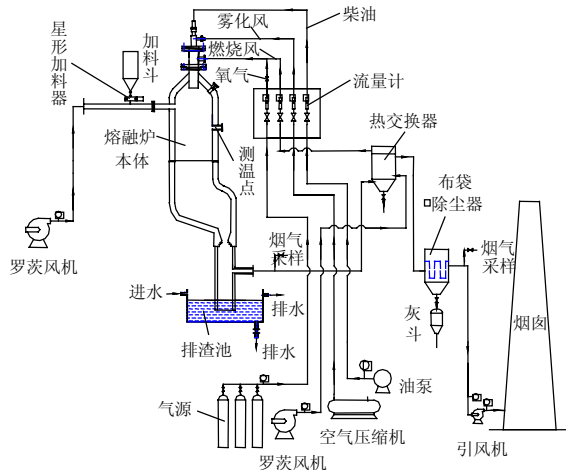 柴油
雾化风
燃烧风
氧气
星形加料器
加料斗
流量计
热交换器
熔融炉
本体
测温点
布袋
除尘器
罗茨风机
烟气
采样
烟气
采样
进水
排水
排渣池
排水
灰斗
烟囱
气源
罗茨风机
空气压缩机
油泵
引风机